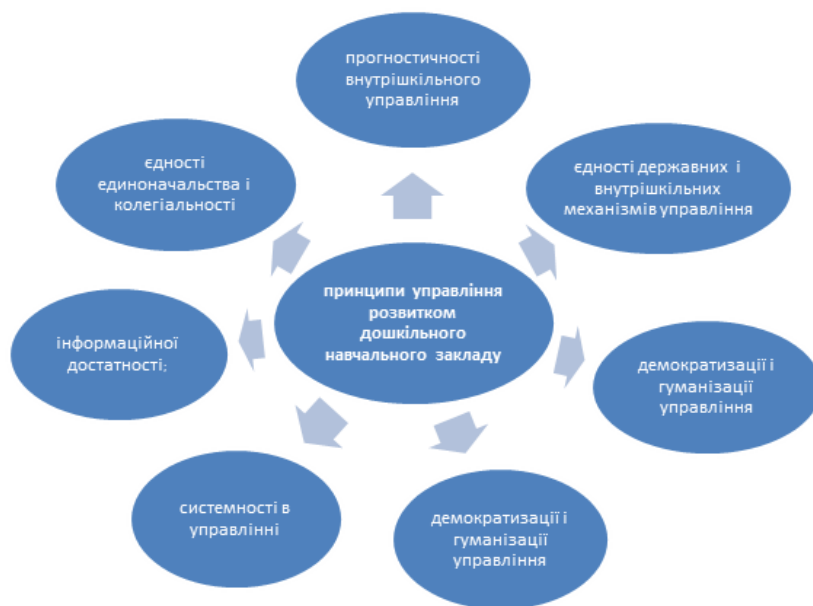 прогностичності
внутрішкільного
управління
єдності державних і
внутрішкільних
механізмів управління
демократизації і
гуманізації
управління
демократизації і
гуманізації
управління
системності в
управлінні
інформаційної
достатності;
єдності
единоначальства і
колегіальності
принципи управління
розвитком
дошкільного
навчального закладу